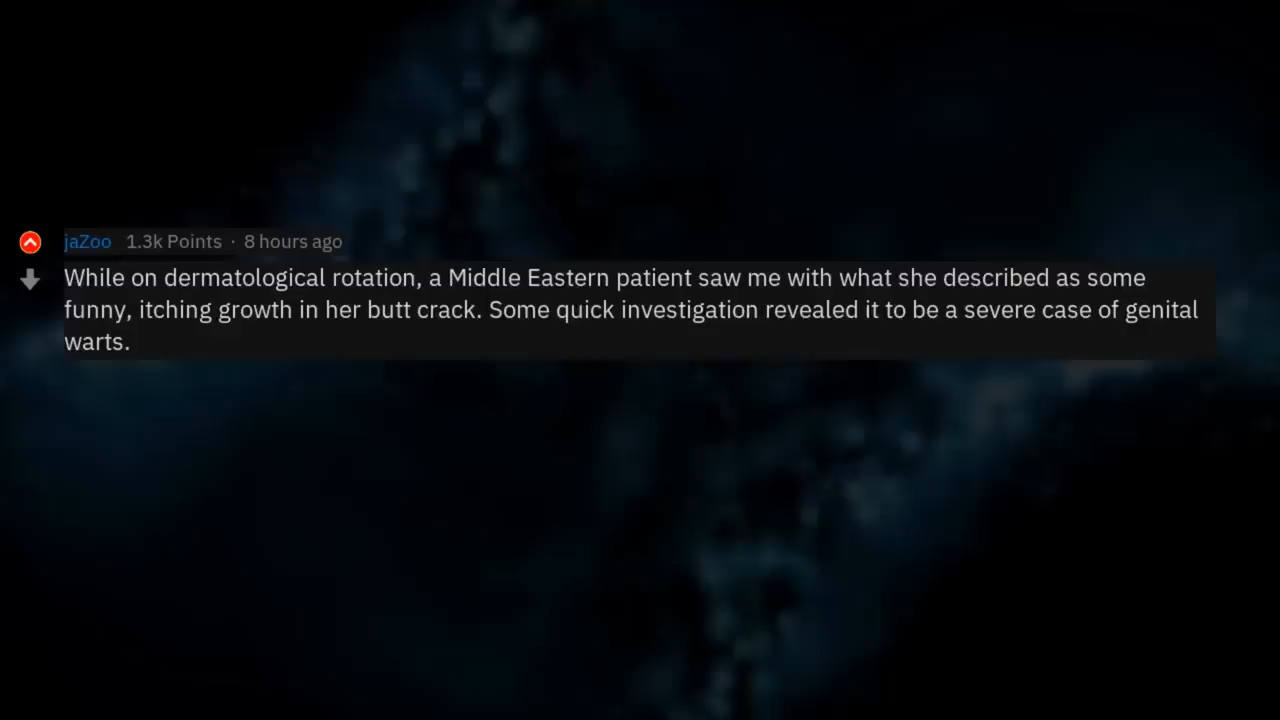 jaZoo 1.3k Points · 8 hours ago
While on dermatological rotation, a Middle Eastern patient saw me with what she described as some
funny, itching growth in her butt crack. Some quick investigation revealed it to be a severe case of genital
warts.